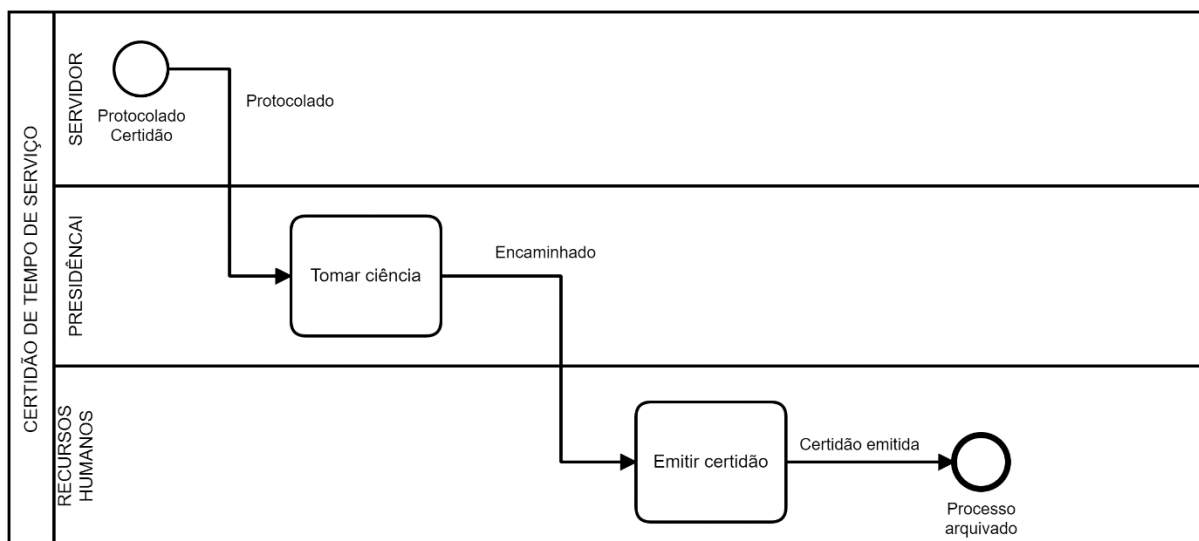 CERTIDÃO DE TEMPO DE SERVIÇO
SERVIDOR
Protocolado
Certidão
Protocolado
PRESIDÊNCAI
Tomar ciência
Encaminhado
RECURSOS
HUMANOS
Emitir certidão
Certidão emitida
Processo
arquivado